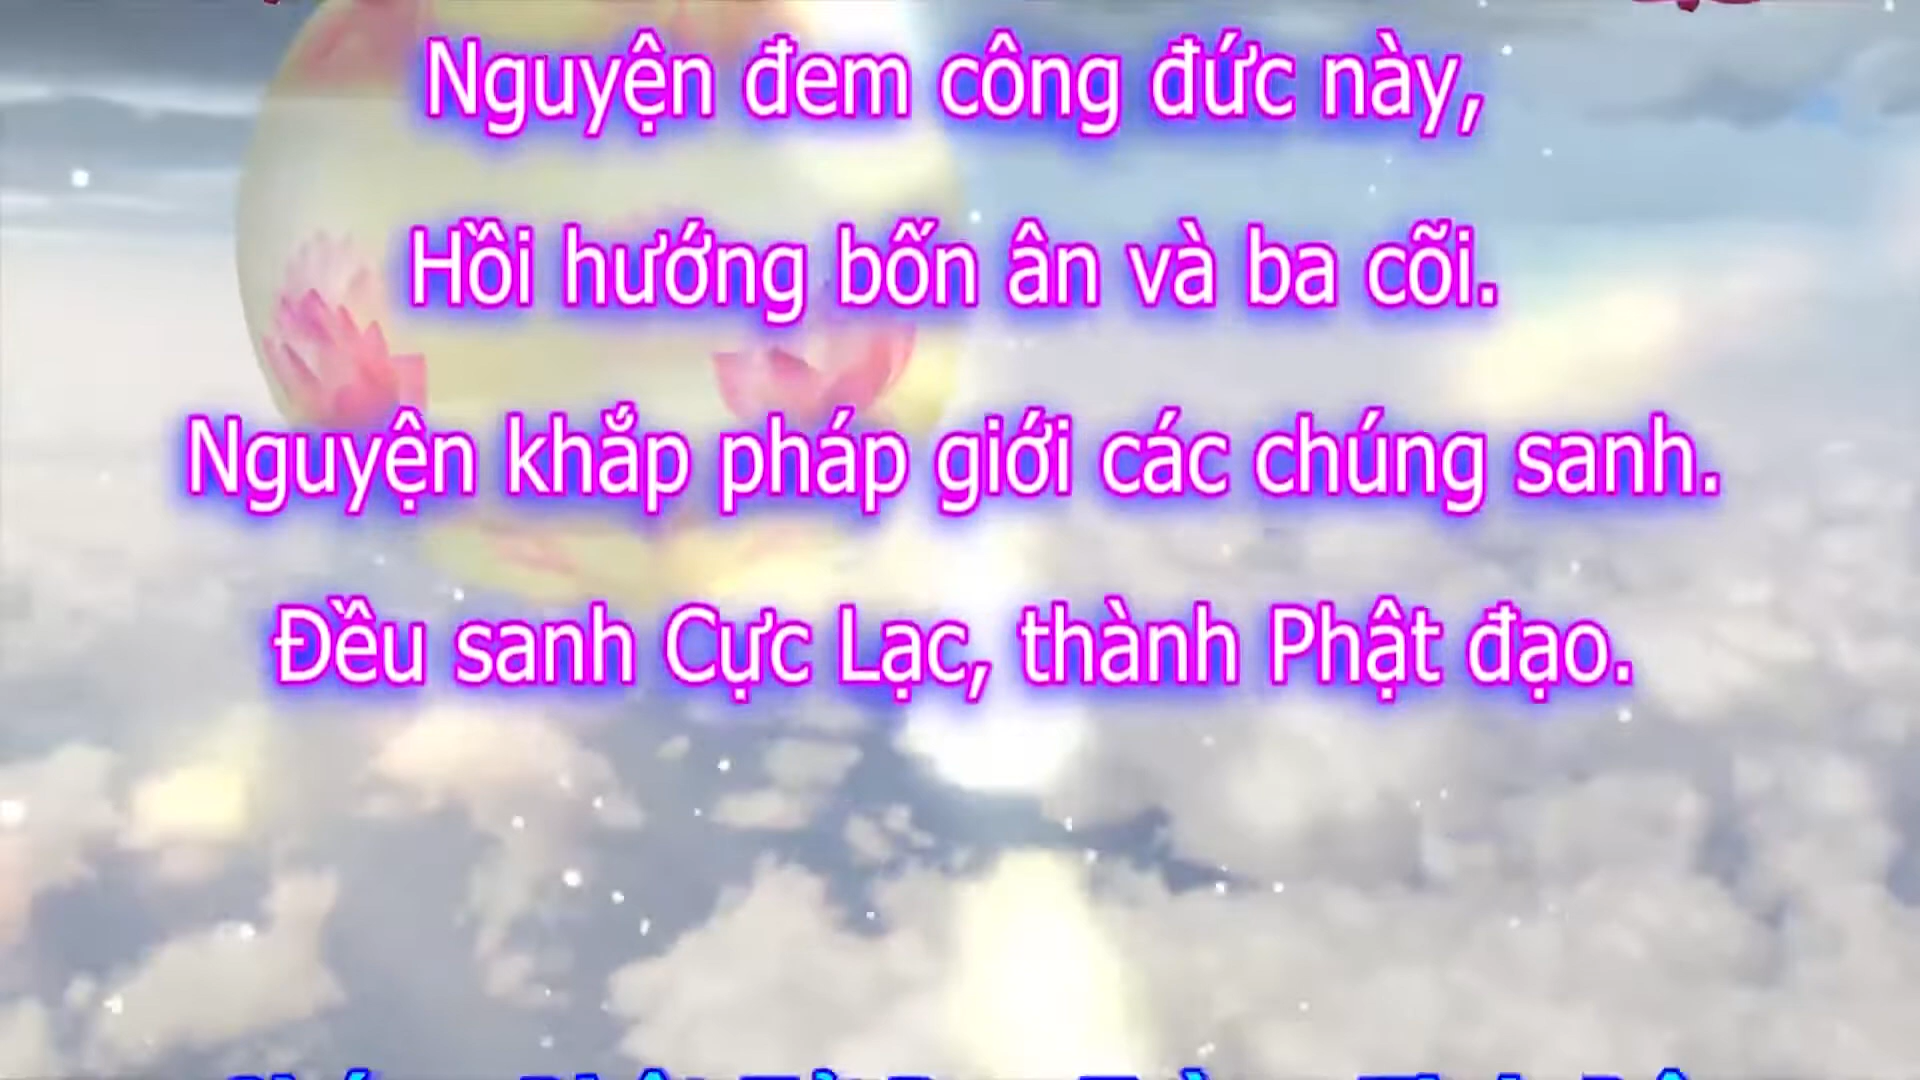 Nguyện đem công đức này,
Hồi hướng bốn ân và ba cõi.
Nguyện khắp pháp giới các chúng sanh.
Đều sanh Cực Lạc, thành Phật đạo.